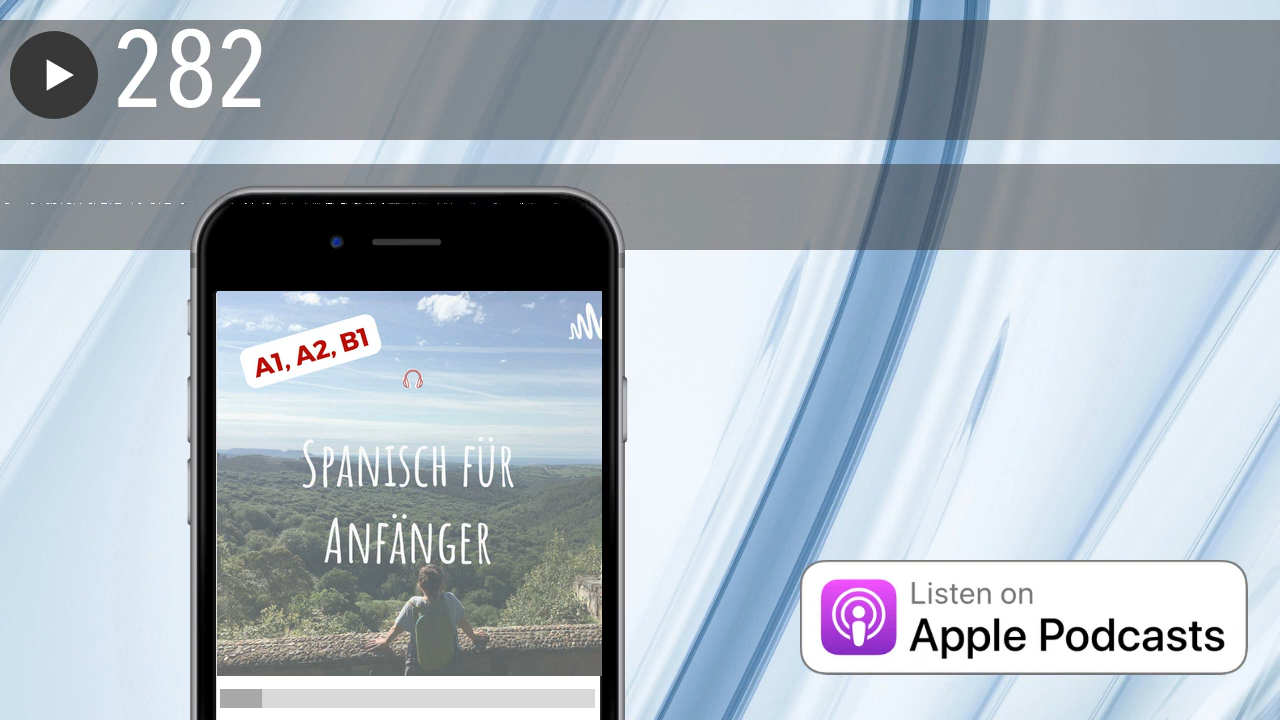 282
A1, A2, B1
SPANISCH FÜR
ANFÄNGER
Listen on
Apple Podcasts